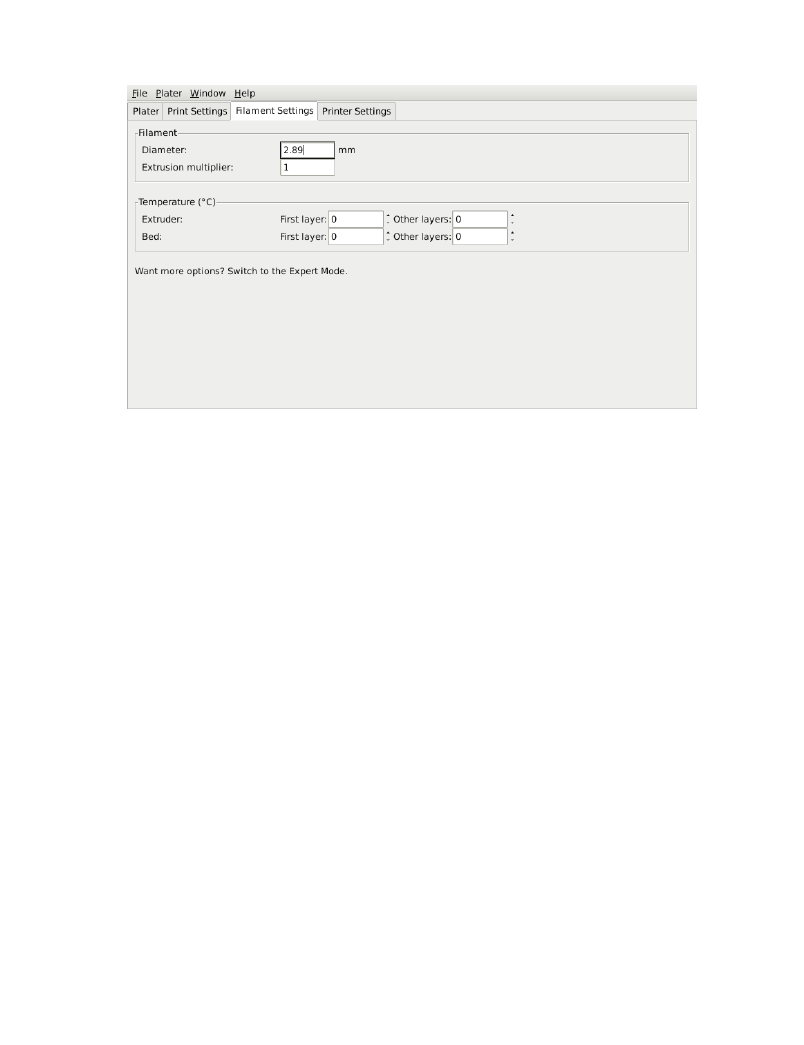 File Plater Window Help
Plater Print Settings Filament Settings Printer Settings
Filament
Diameter: 2.89 mm
Extrusion multiplier: 1
Temperature (°C)
Extruder: First layer: 0 Other layers: 0
Bed: First layer: 0 Other layers: 0
Want more options? Switch to the Expert Mode.